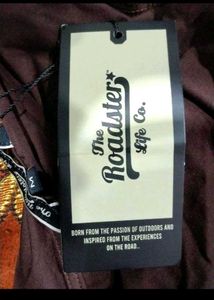 The
Roadster
Life Co.
BORN FROM THE PASSION OF OUTDOORS AND
INSPIRED FROM THE EXPERIENCES
ON THE ROAD..
M